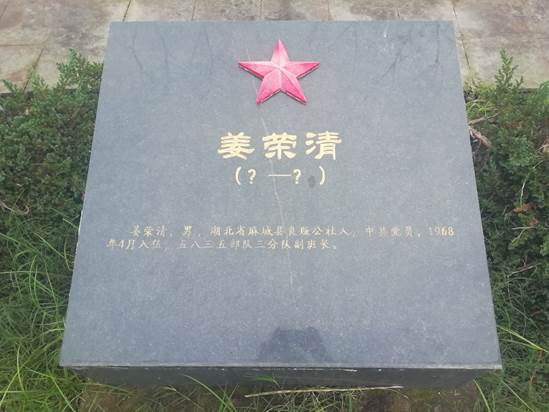 姜荣清
(?—?)
姜荣清,男,湖北省麻城县良险公社人,中共党员,1968
年4月入伍,五八三五部队三分队副班长。